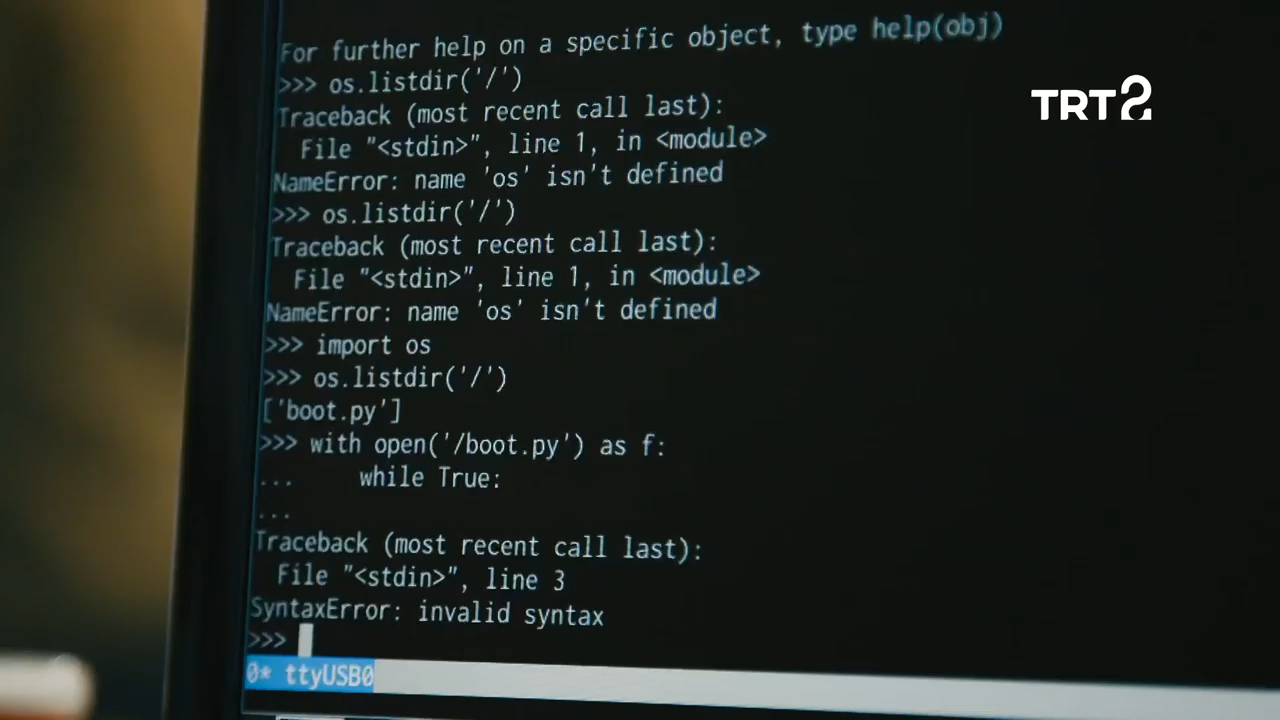 For further help on a specific object, type help(obj)
>>> os.listdir('/')
TRT2
Traceback (most recent call last):
  File "<stdin>", line 1, in <module>
NameError: name 'os' isn't defined
>>> os.listdir('/')
Traceback (most recent call last):
  File "<stdin>", line 1, in <module>
NameError: name 'os' isn't defined
>>> import os
>>> os.listdir('/')
['boot.py']
>>> with open('/boot.py') as f:
...     while True:
...
Traceback (most recent call last):
  File "<stdin>", line 3
SyntaxError: invalid syntax
>>>
0* ttyUSB0